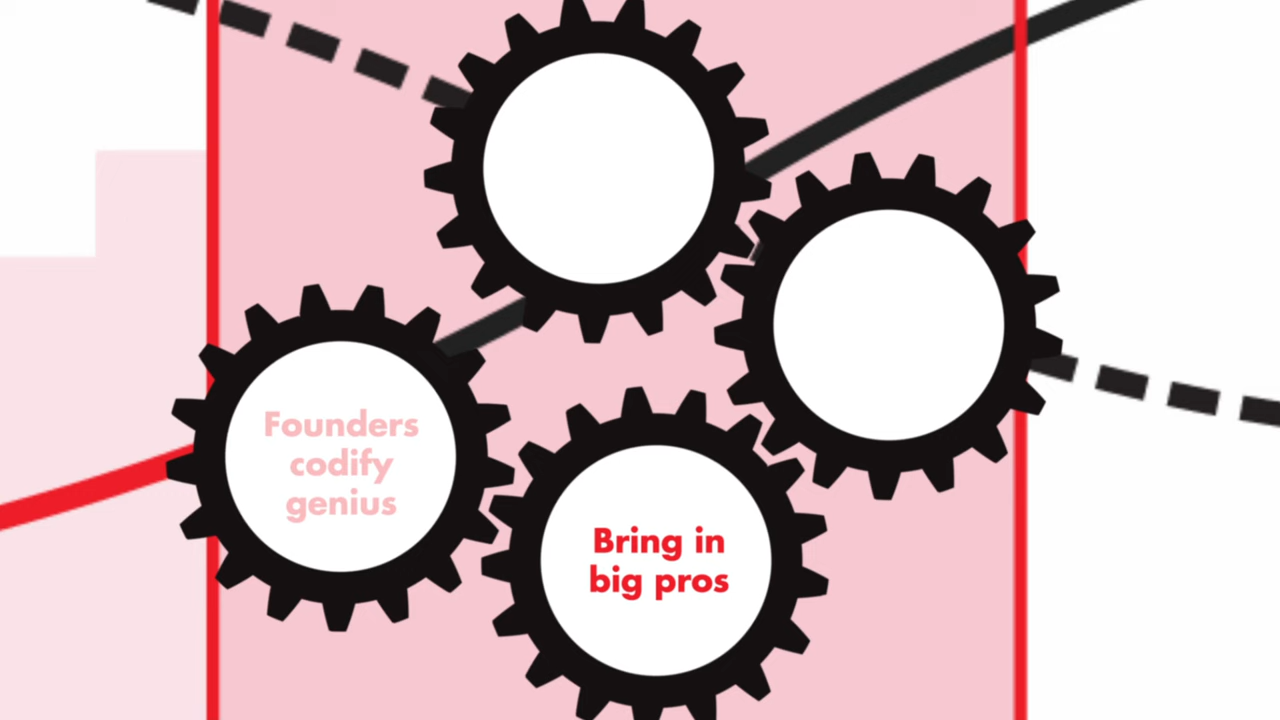 Founders
codify
genius
Bring in
big pros